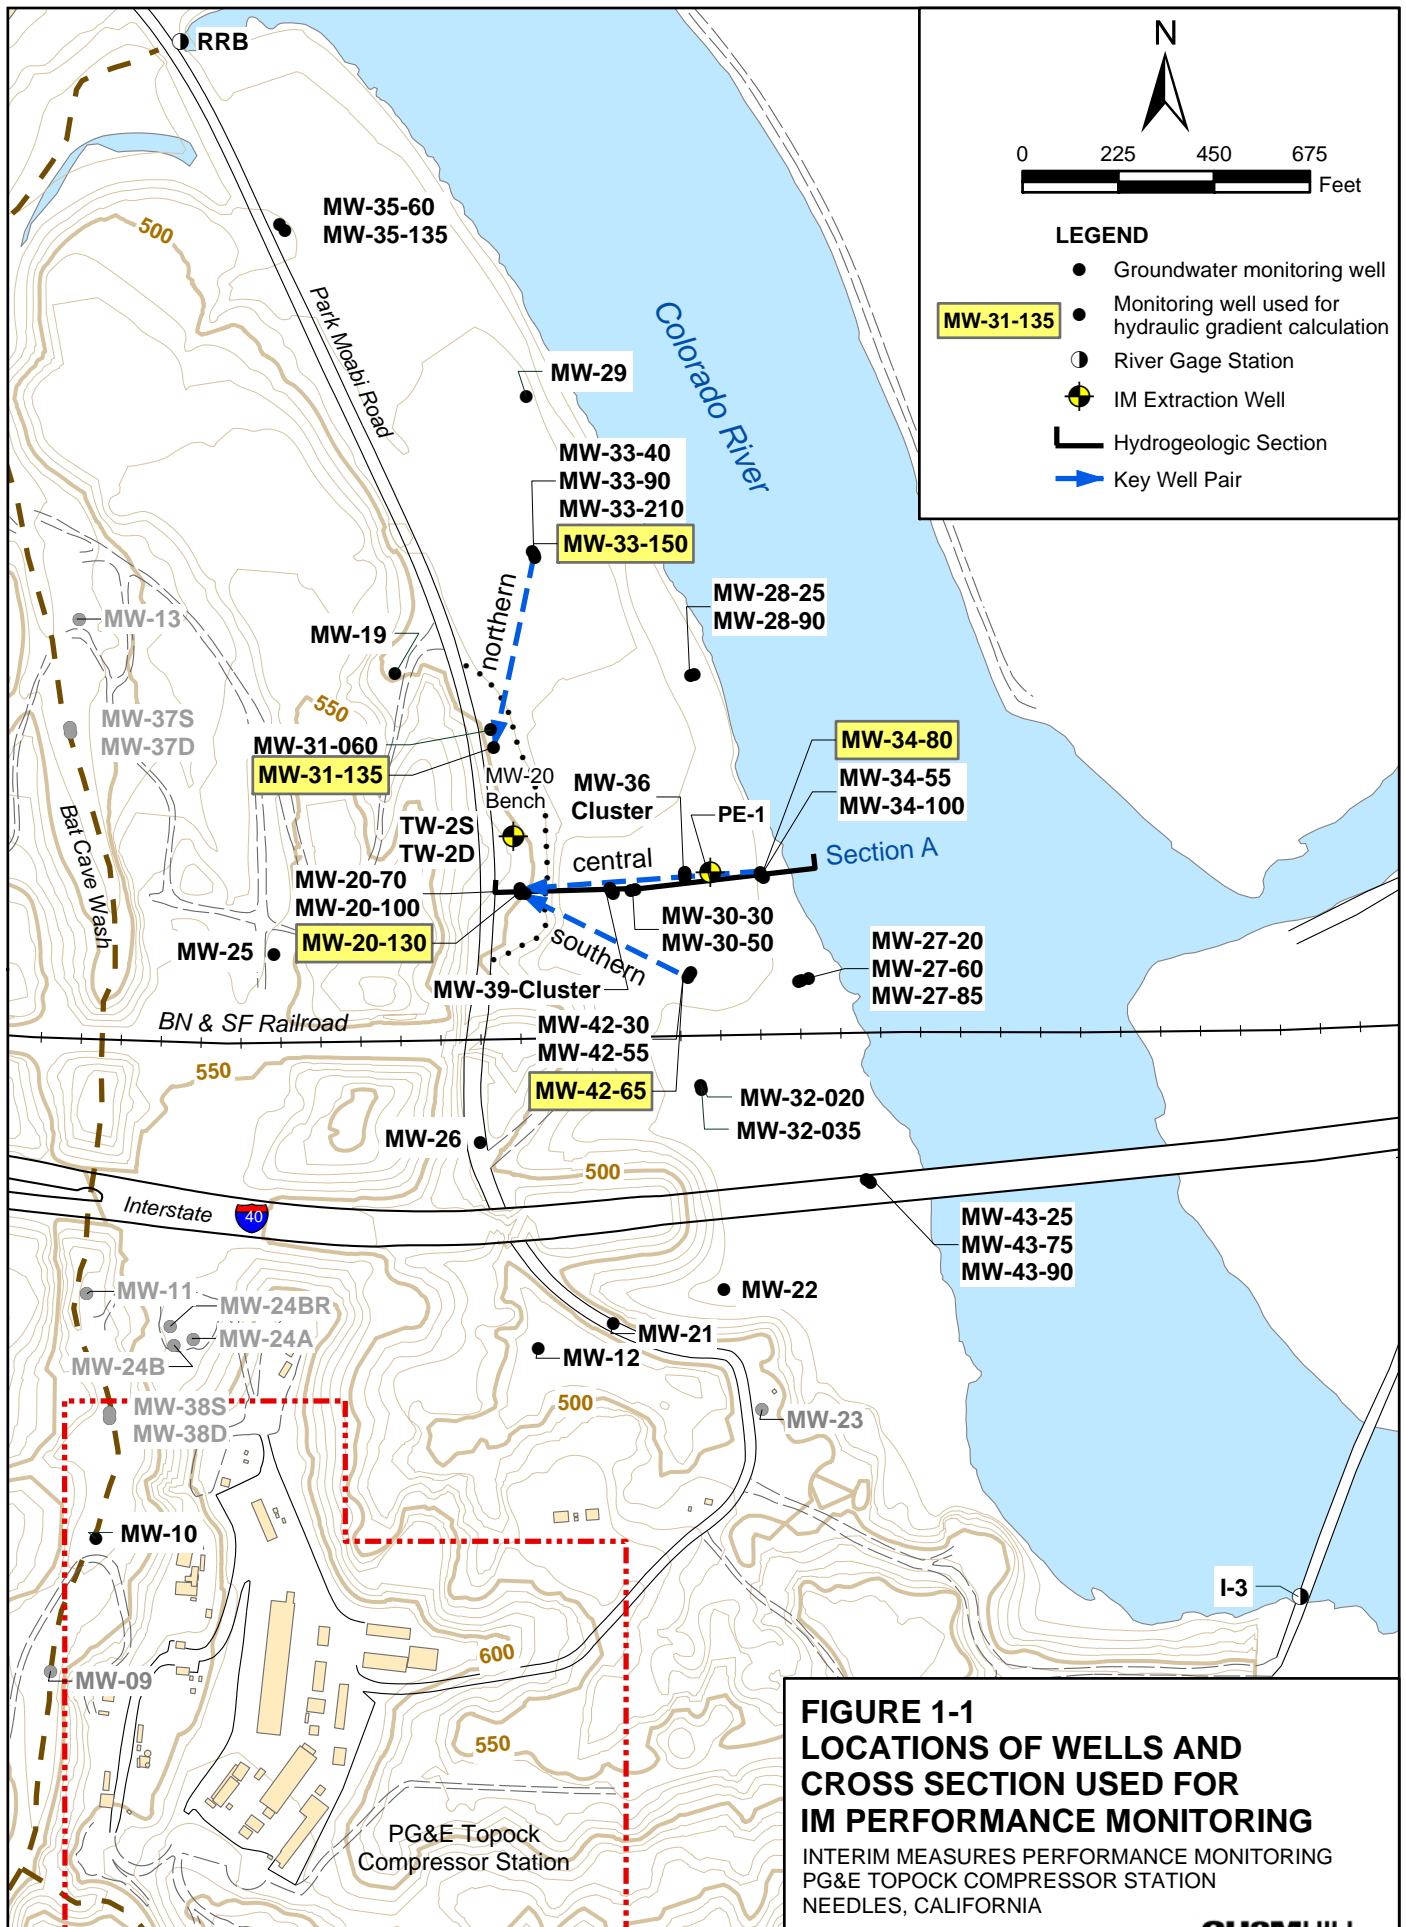 RRB
N
0 225 450 675
Feet
LEGEND
Groundwater monitoring well
MW-31-135
Monitoring well used for
hydraulic gradient calculation
River Gage Station
IM Extraction Well
Hydrogeologic Section
Key Well Pair
MW-35-60
MW-35-135
500
Park Moabi Road
Colorado River
MW-29
MW-33-40
MW-33-90
MW-33-210
MW-33-150
northern
MW-28-25
MW-28-90
MW-13
MW-19
550
MW-37S
MW-37D
MW-31-060
MW-31-135
MW-34-80
MW-34-55
MW-34-100
MW-20
Bench
MW-36
Cluster
PE-1
TW-2S
TW-2D
central
Section A
Bat Cave Wash
MW-20-70
MW-20-100
MW-20-130
MW-25
MW-30-30
MW-30-50
southern
MW-39-Cluster
MW-27-20
MW-27-60
MW-27-85
BN & SF Railroad
MW-42-30
MW-42-55
MW-42-65
550
MW-32-020
MW-32-035
MW-26
500
Interstate
40
MW-43-25
MW-43-75
MW-43-90
MW-11
MW-22
MW-24BR
MW-24A
MW-24B
MW-21
MW-12
MW-38S
MW-38D
500
MW-23
MW-10
I-3
600
MW-09
550
PG&E Topock
Compressor Station
FIGURE 1-1
LOCATIONS OF WELLS AND
CROSS SECTION USED FOR
IM PERFORMANCE MONITORING
INTERIM MEASURES PERFORMANCE MONITORING
PG&E TOPOCK COMPRESSOR STATION
NEEDLES, CALIFORNIA